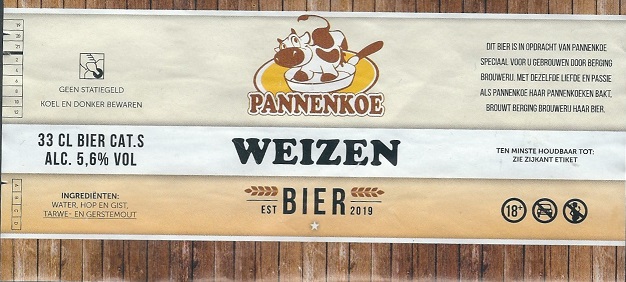 19
20
21
GEEN STATIEGELD
KOEL EN DONKER BEWAREN
33 CL BIER CAT.S
ALC. 5,6% VOL
INGREDIËNTEN:
WATER, HOP EN GIST,
TARWE- EN GERSTEMOUT
PANNENKOE
WEIZEN
EST BIER 2019
DIT BIER IS IN OPDRACHT VAN PANNENKOE
SPECIAAL VOOR U GEBROUWEN DOOR BERGING
BROUWERIJ. MET DEZELFDE LIEFDE EN PASSIE
ALS PANNENKOE HAAR PANNENKOEKEN BAKT,
BROUWT BERGING BROUWERIJ HAAR BIER.
TEN MINSTE HOUDBAAR TOT:
ZIE ZIJKANT ETIKET
18+